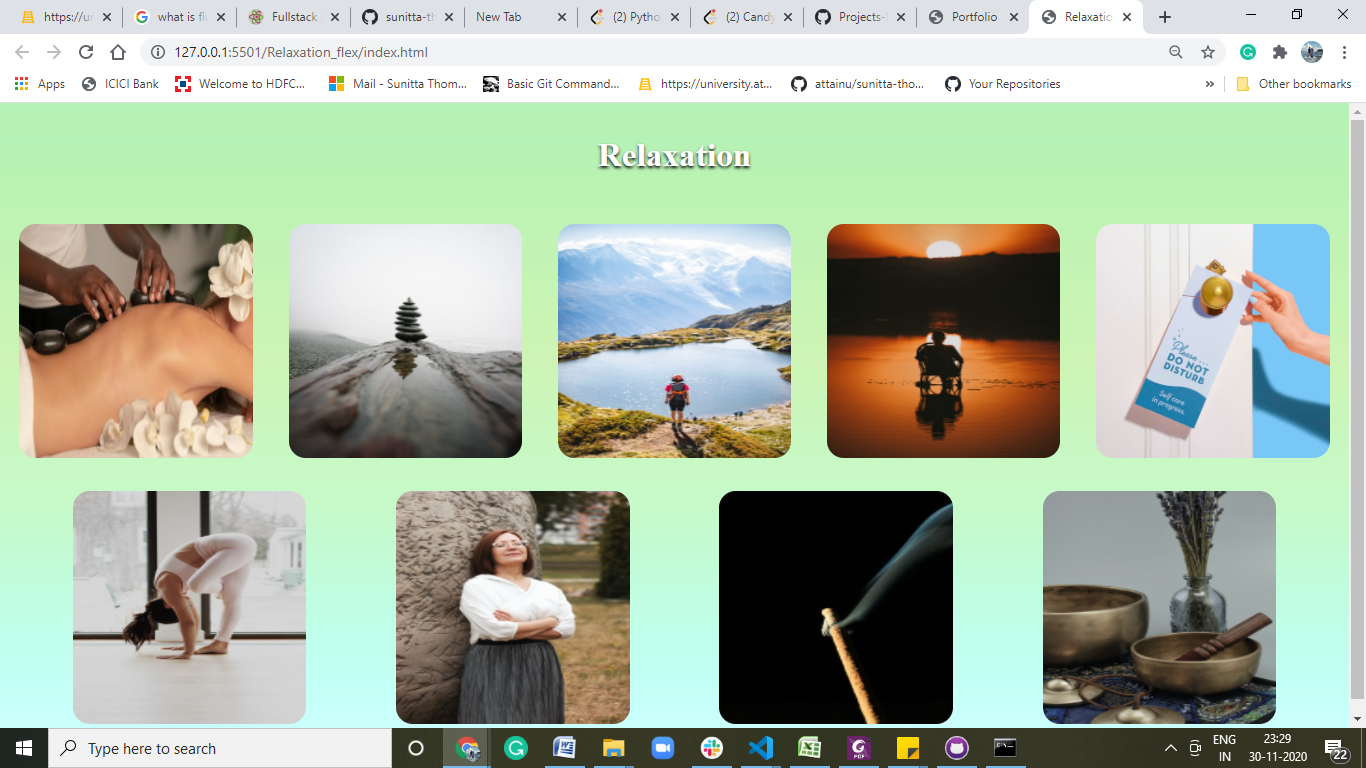 https://ur
what is fl
Fullstack
sunitta-th
New Tab
(2) Pytho
(2) Candy
Projects-
Portfolio
Relaxatio
127.0.0.1:5501/Relaxation_flex/index.html
Apps
ICICI Bank
Welcome to HDFC...
Mail - Sunitta Thom...
Basic Git Command...
https://university.at...
attainu/sunitta-tho...
Your Repositories
»
Other bookmarks
Relaxation
Please
DO NOT
DISTURB
Self care
in progress.
Type here to search
ENG
IN
23:29
30-11-2020
22